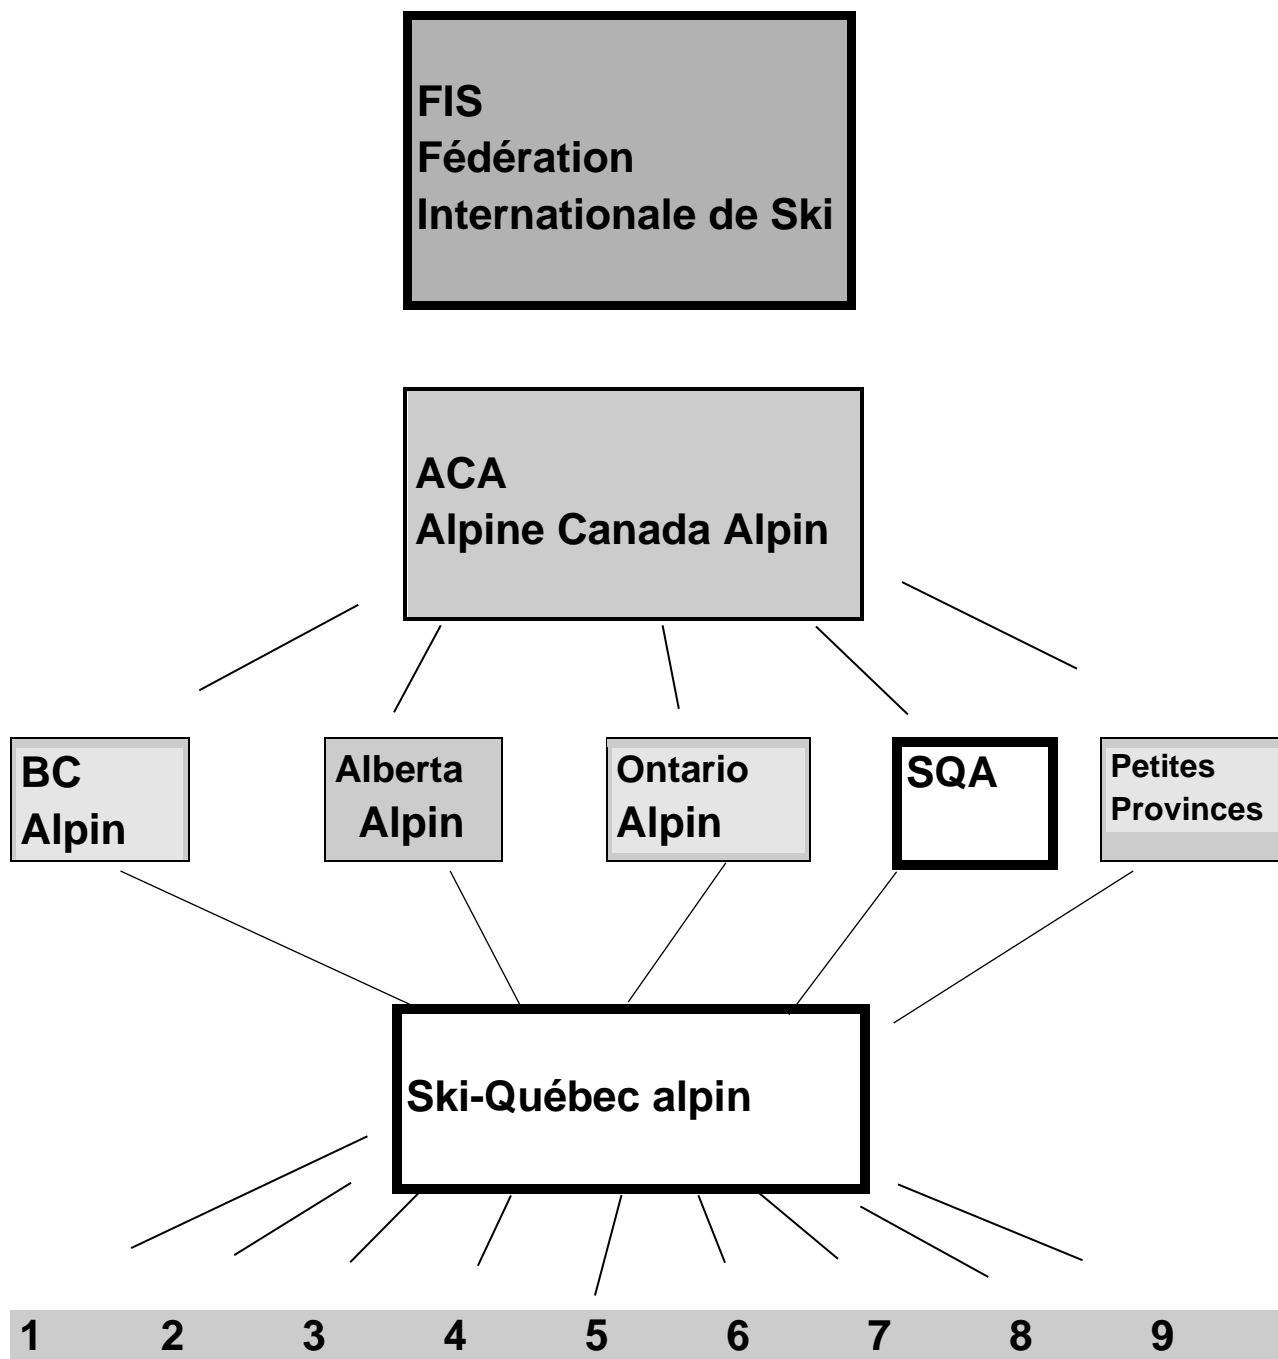 FIS
Fédération
Internationale de Ski
ACA
Alpine Canada Alpin
BC
Alpin
Alberta
Alpin
Ontario
Alpin
SQA
Petites
Provinces
Ski-Québec alpin
1 2 3 4 5 6 7 8 9